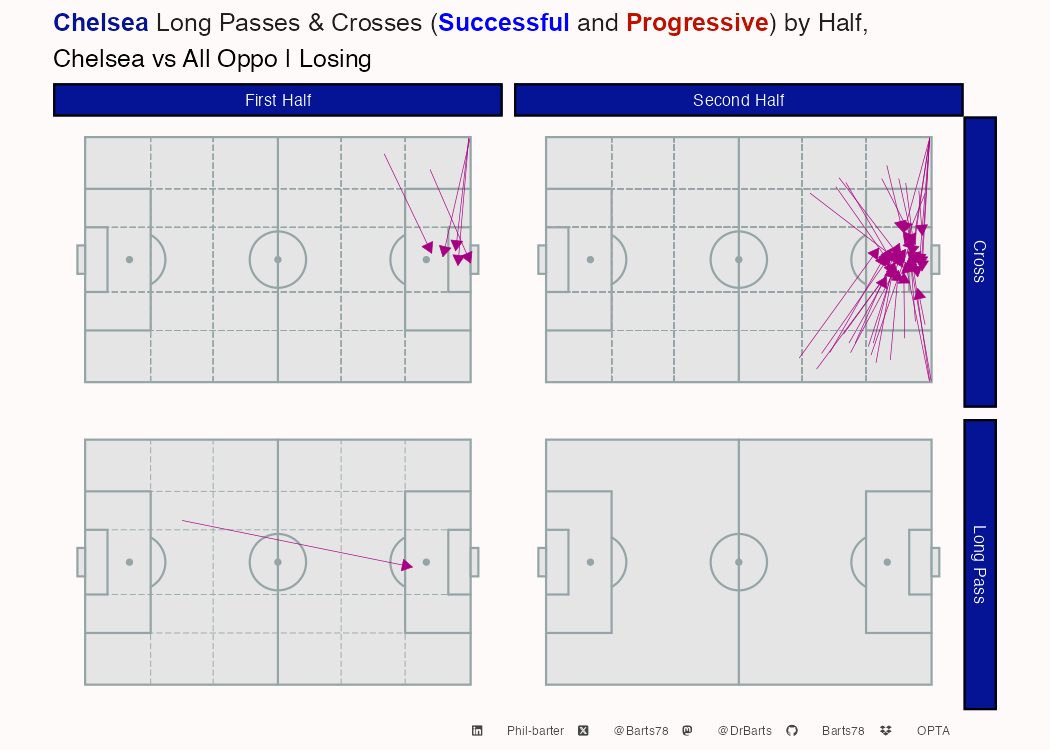 Chelsea Long Passes & Crosses (Successful and Progressive) by Half,
Chelsea vs All Oppo | Losing
First Half
Second Half
Cross
Long Pass
Phil-barter @Barts78 @DrBarts Barts78 OPTA